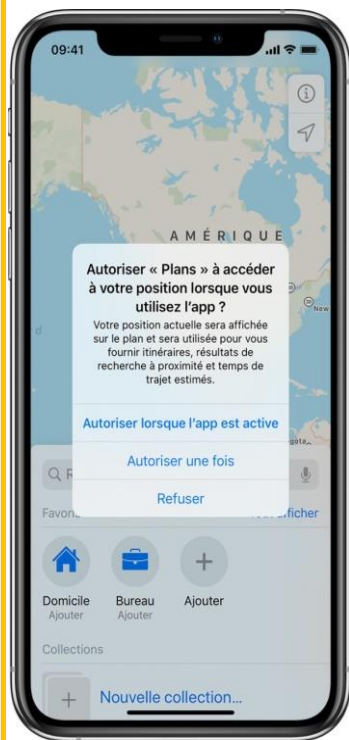 09:41
AMÉRIQUE
New
Autoriser « Plans » à accéder
à votre position lorsque vous
utilisez l'app ?
Votre position actuelle sera affichée
sur le plan et sera utilisée pour vous
fournir itinéraires, résultats de
recherche à proximité et temps de
trajet estimés.
Autoriser lorsque l'app est active
Autoriser une fois
Refuser
Domicile
Ajouter
Bureau
Ajouter
Ajouter
Collections
Nouvelle collection...